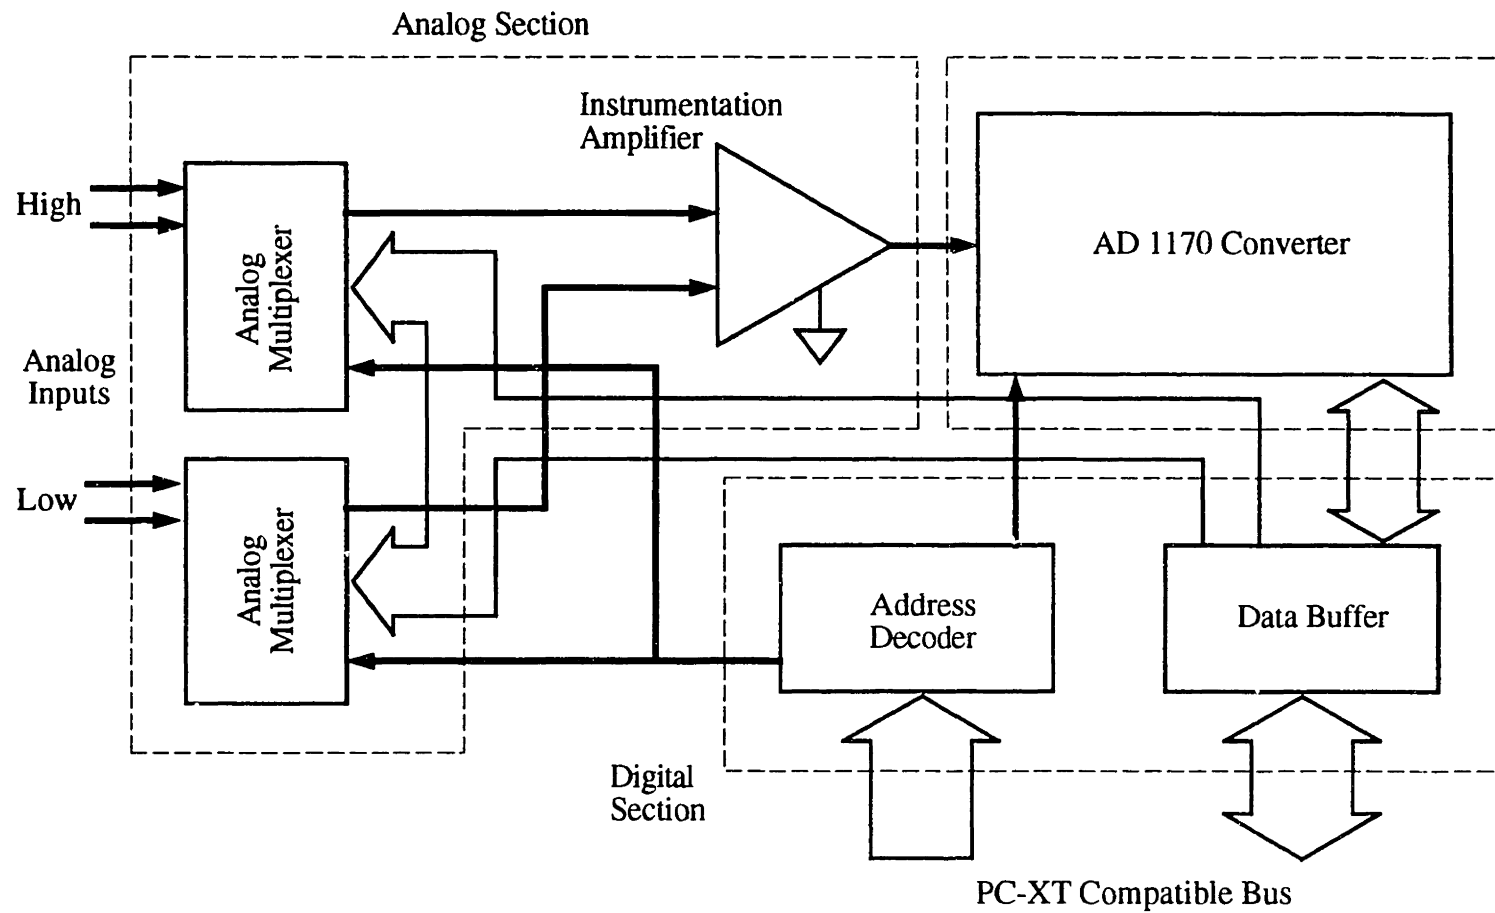 Analog Section
Instrumentation
Amplifier
High
Analog
Multiplexer
AD 1170 Converter
Analog
Inputs
Low
Analog
Multiplexer
Address
Decoder
Data Buffer
Digital
Section
PC-XT Compatible Bus